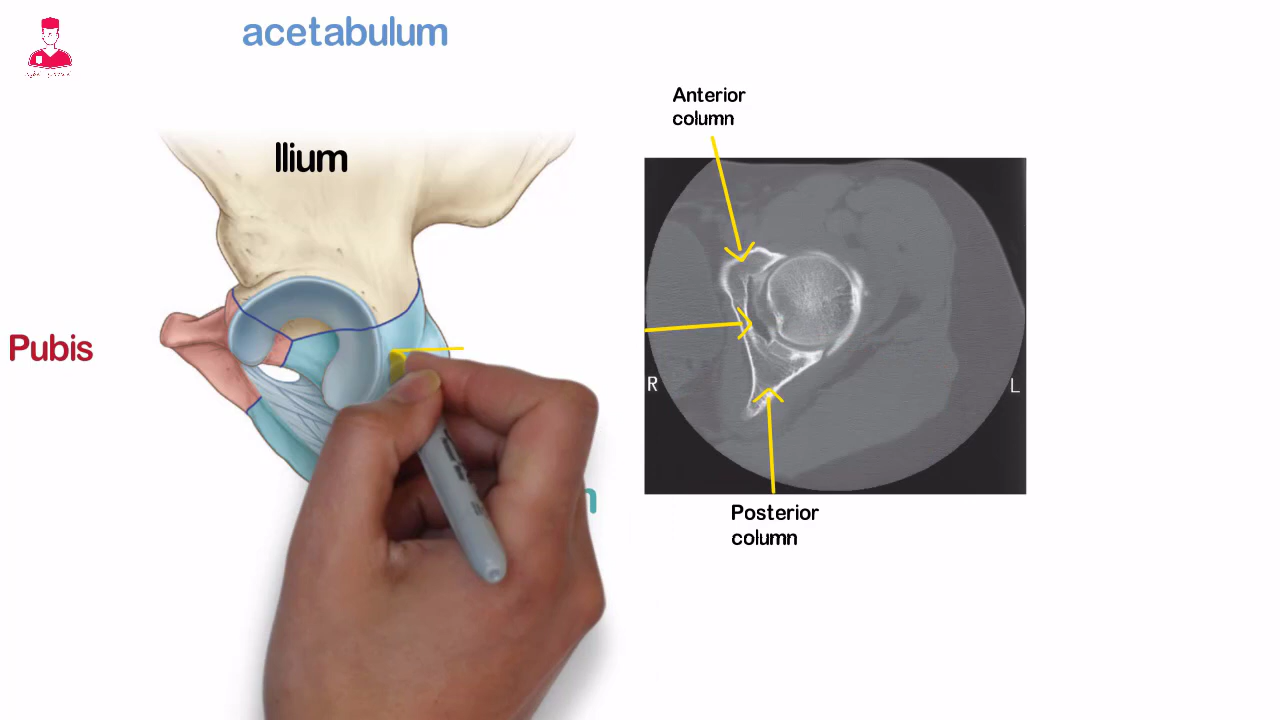 acetabulum
Anterior
column
Ilium
Pubis
R
L
n
Posterior
column